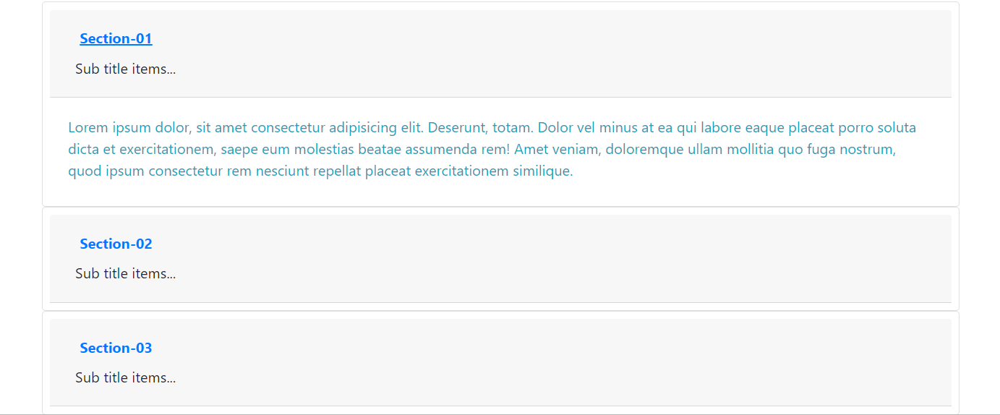 Section-01
Sub title items...
Lorem ipsum dolor, sit amet consectetur adipisicing elit. Deserunt, totam. Dolor vel minus at ea qui labore eaque placeat porro soluta
dicta et exercitationem, saepe eum molestias beatae assumenda rem! Amet veniam, doloremque ullam mollitia quo fuga nostrum,
quod ipsum consectetur rem nesciunt repellat placeat exercitationem similique.
Section-02
Sub title items...
Section-03
Sub title items...